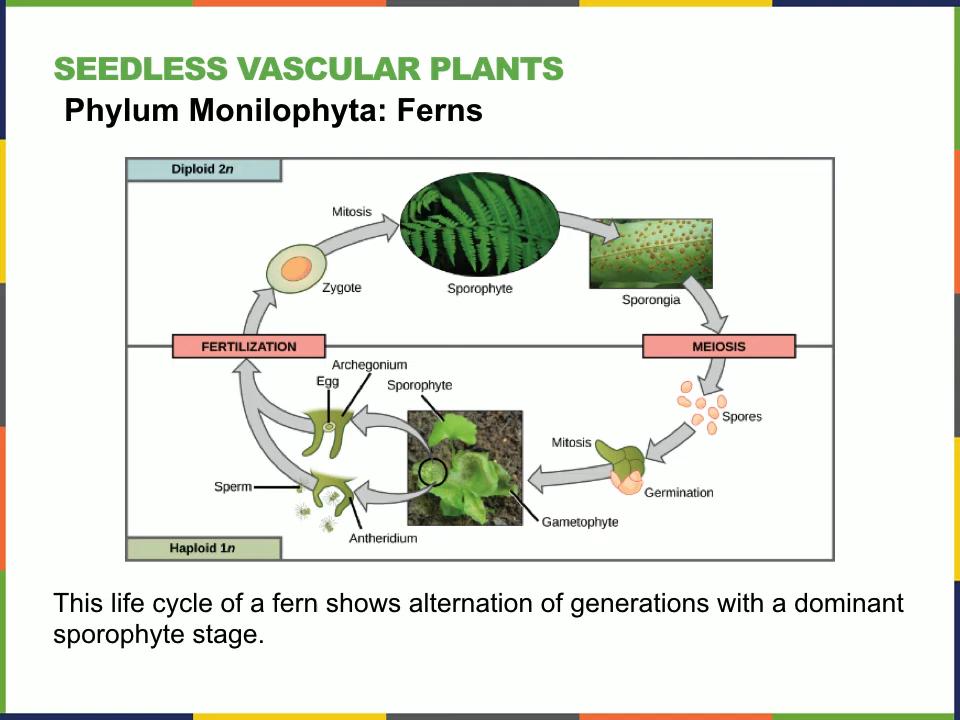 SEEDLESS VASCULAR PLANTS
Phylum Monilophyta: Ferns
Diploid 2n
Mitosis
Zygote
Sporophyte
Sporangia
FERTILIZATION
MEIOSIS
Archegonium
Egg
Sporophyte
Spores
Mitosis
Sperm
Germination
Gametophyte
Antheridium
Haploid 1n
This life cycle of a fern shows alternation of generations with a dominant
sporophyte stage.